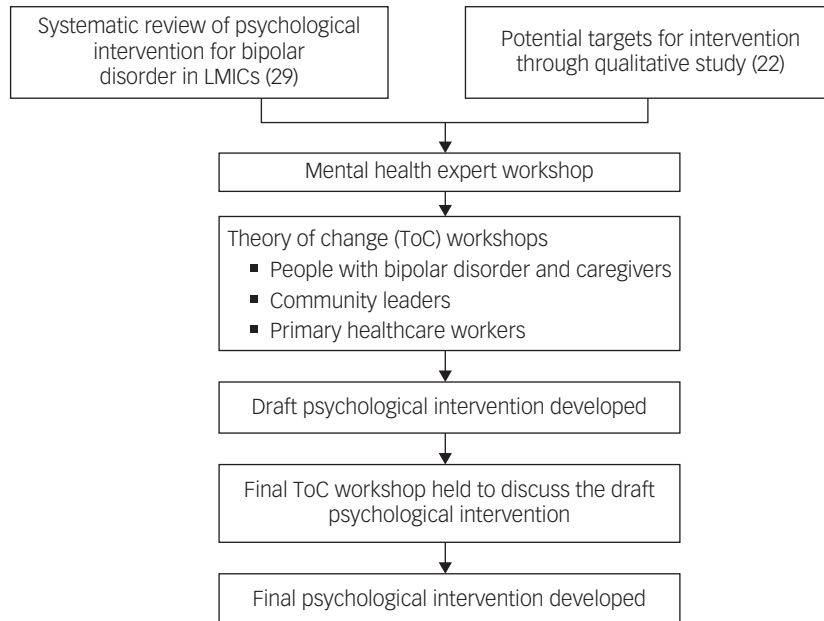 Systematic review of psychological
intervention for bipolar
disorder in LMICs (29)
Potential targets for intervention
through qualitative study (22)
Mental health expert workshop
Theory of change (ToC) workshops
▪ People with bipolar disorder and caregivers
▪ Community leaders
▪ Primary healthcare workers
Draft psychological intervention developed
Final ToC workshop held to discuss the draft
psychological intervention
Final psychological intervention developed